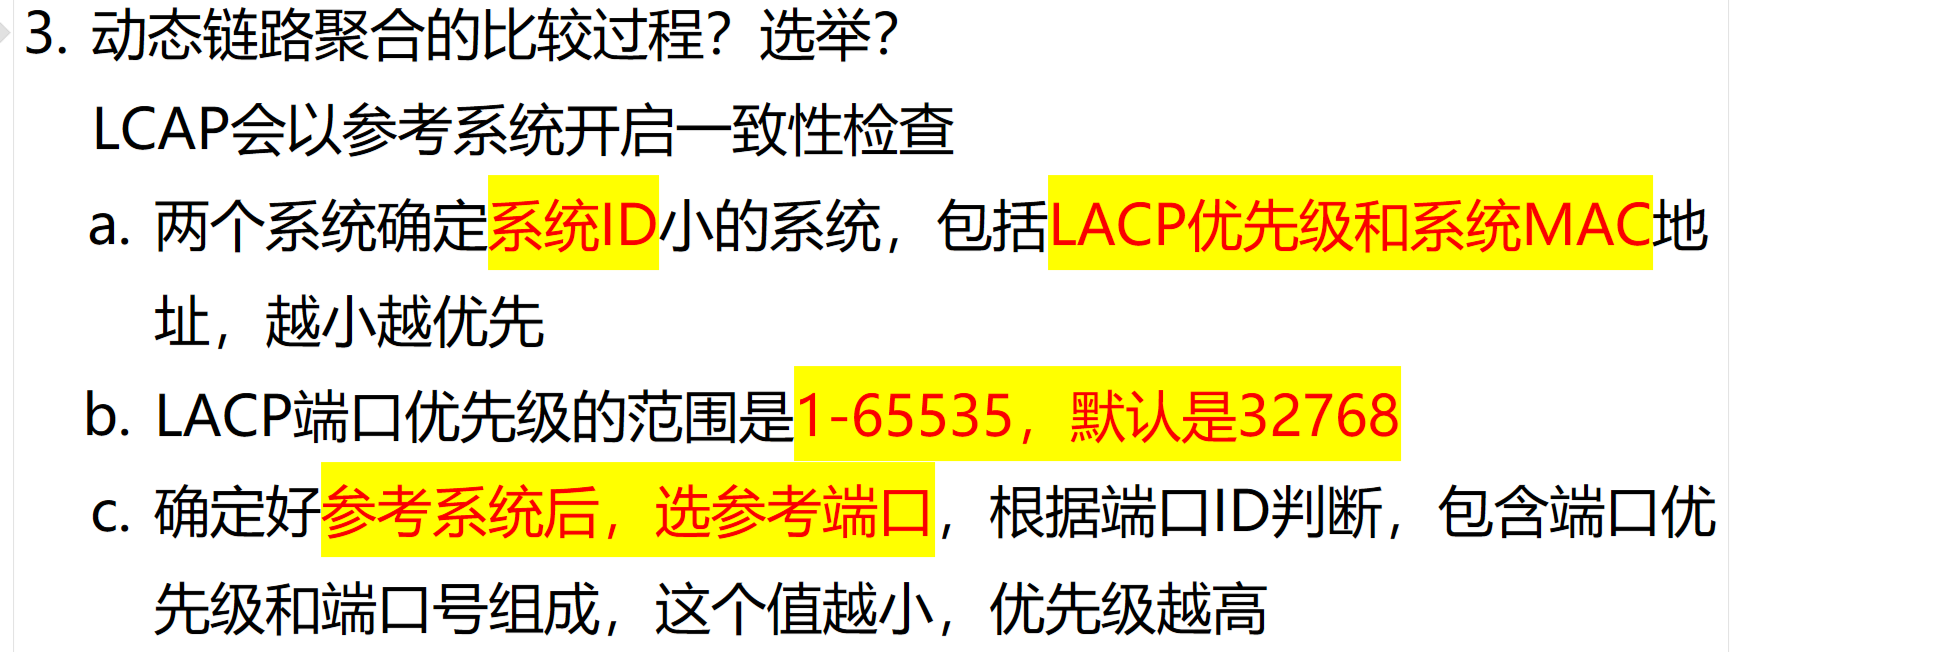 3. 动态链路聚合的比较过程？选举？
LCAP会以参考系统开启一致性检查
a. 两个系统确定系统ID小的系统，包括LACP优先级和系统MAC地
址，越小越优先
b. LACP端口优先级的范围是1-65535，默认是32768
c. 确定好参考系统后，选参考端口，根据端口ID判断，包含端口优
先级和端口号组成，这个值越小，优先级越高